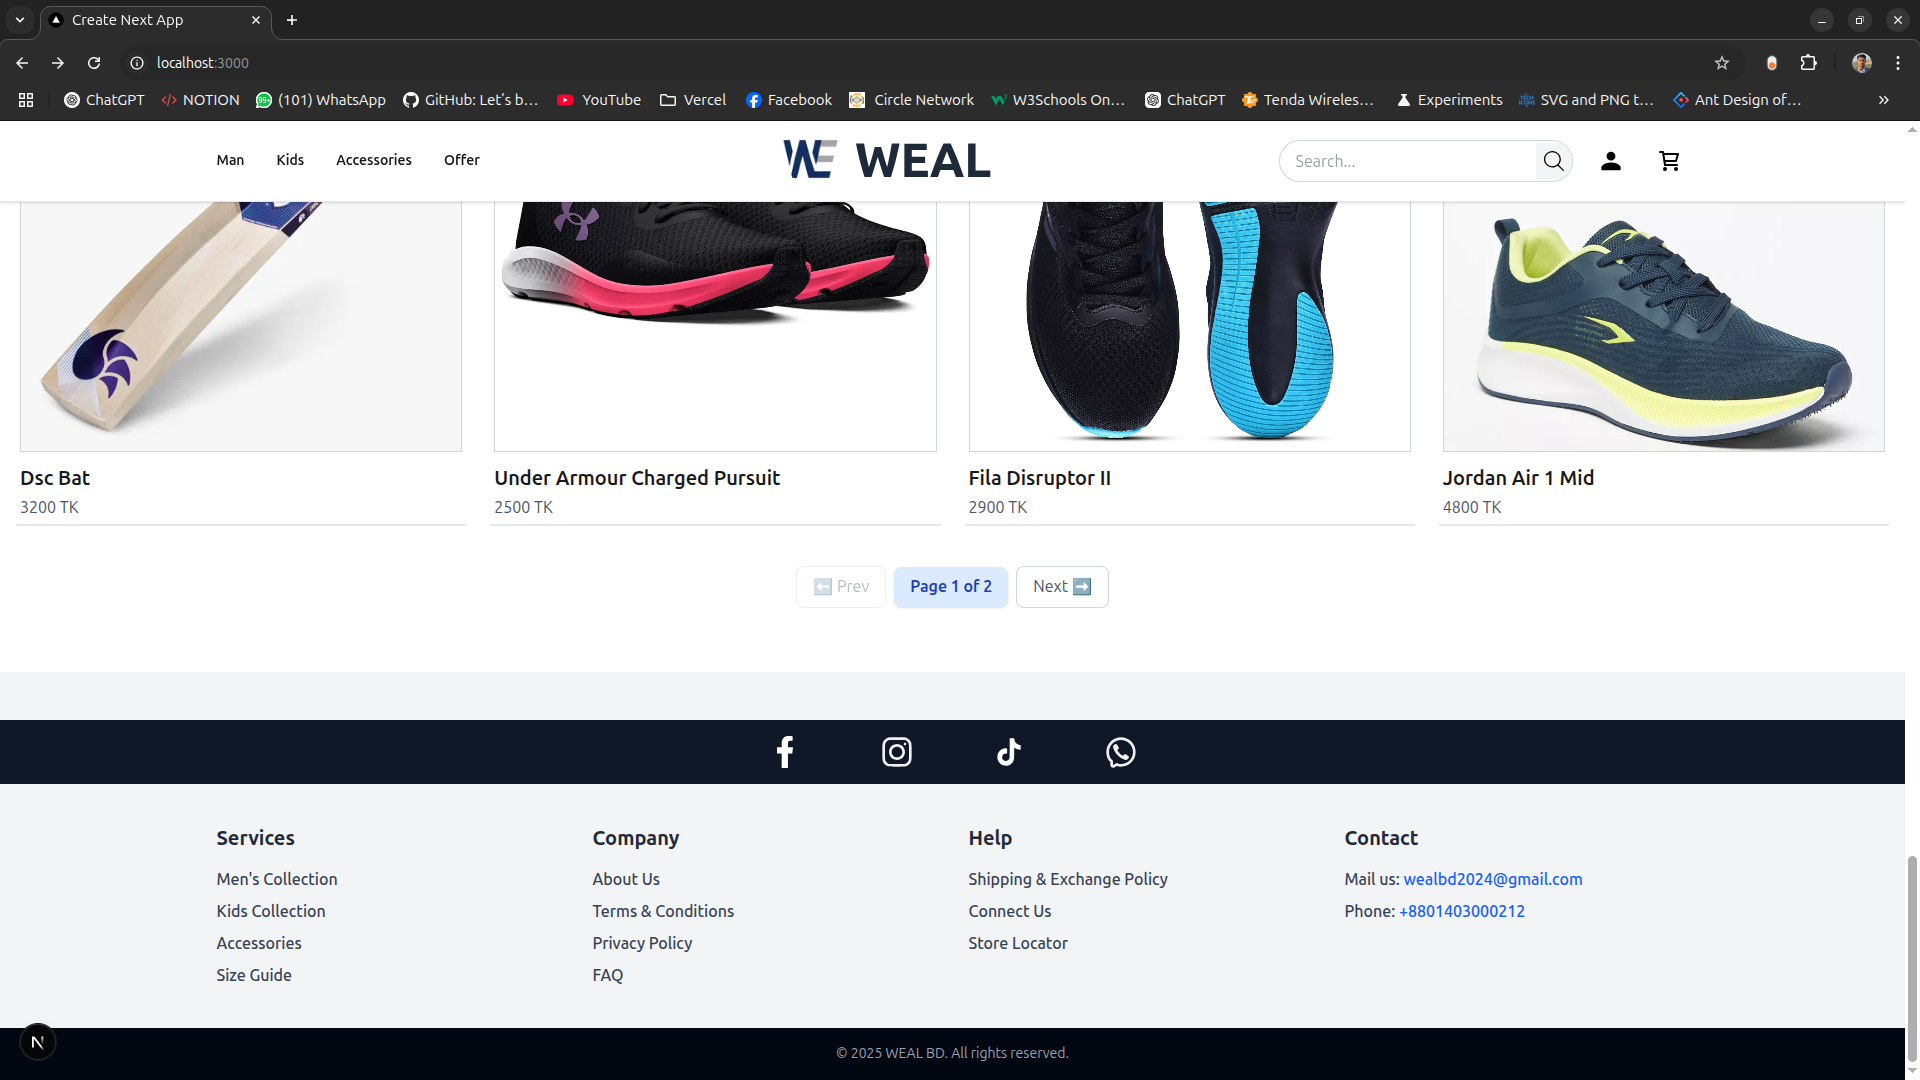 Create Next App
localhost:3000
ChatGPT NOTION (101) WhatsApp GitHub: Let's b... YouTube Vercel Facebook Circle Network W3Schools On... ChatGPT Tenda Wireles... Experiments SVG and PNG t... Ant Design of...
Man Kids Accessories Offer WE WEAL Search...
Dsc Bat Under Armour Charged Pursuit Fila Disruptor II Jordan Air 1 Mid
3200 TK 2500 TK 2900 TK 4800 TK
⬅️ Prev Page 1 of 2 Next ➡️
Services Company Help Contact
Men's Collection About Us Shipping & Exchange Policy Mail us: wealbd2024@gmail.com
Kids Collection Terms & Conditions Connect Us Phone: +8801403000212
Accessories Privacy Policy Store Locator
Size Guide FAQ
N
© 2025 WEAL BD. All rights reserved.